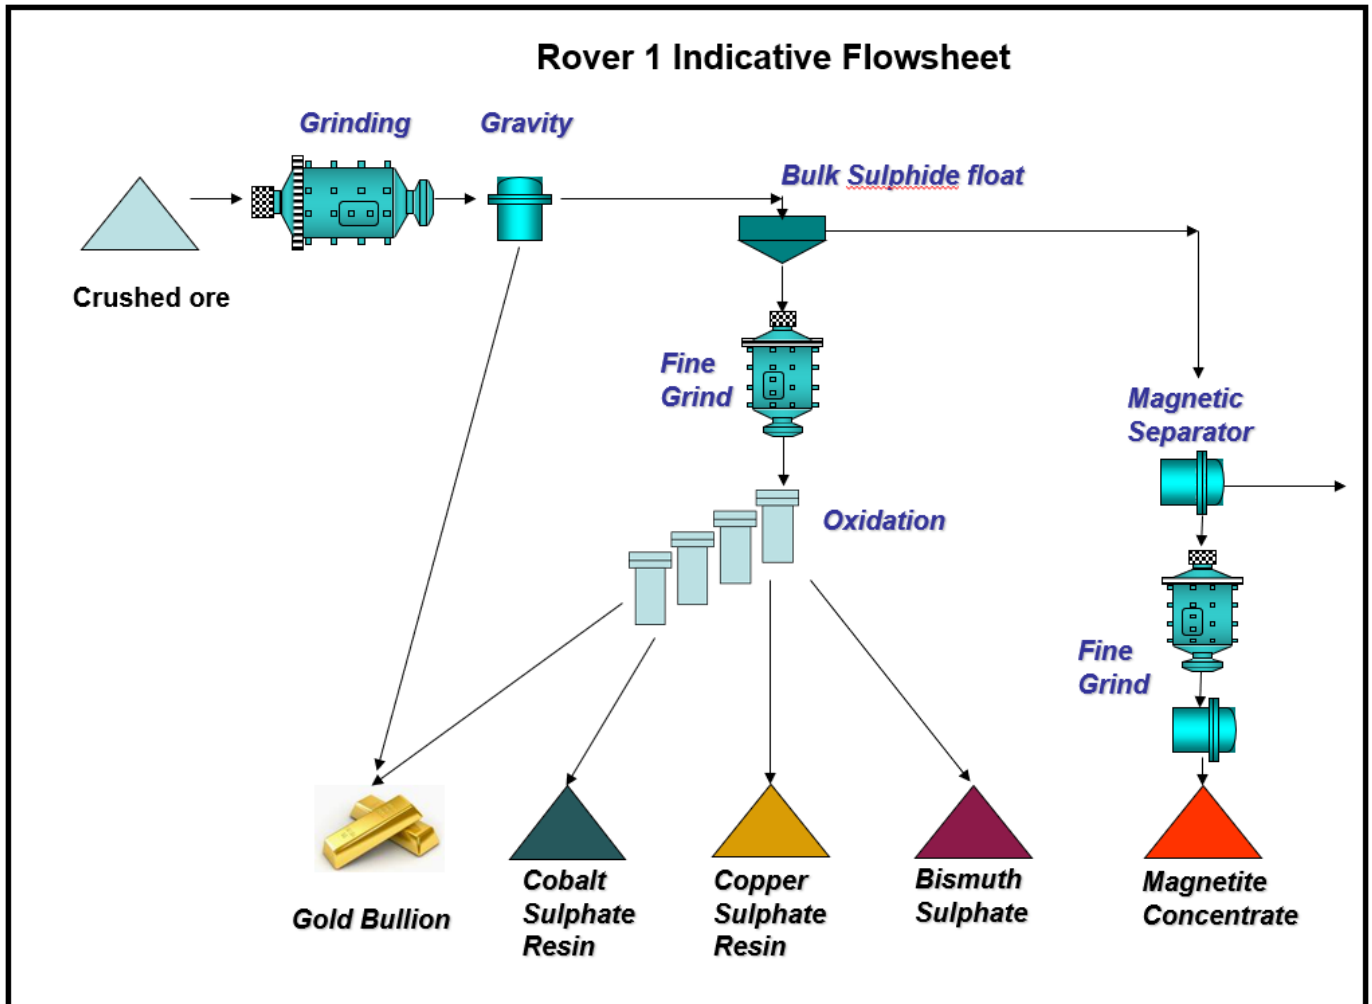 Rover 1 Indicative Flowsheet
Grinding
Gravity
Bulk Sulphide float
Crushed ore
Fine
Grind
Magnetic
Separator
Oxidation
Fine
Grind
Gold Bullion
Cobalt
Sulphate
Resin
Copper
Sulphate
Resin
Bismuth
Sulphate
Magnetite
Concentrate